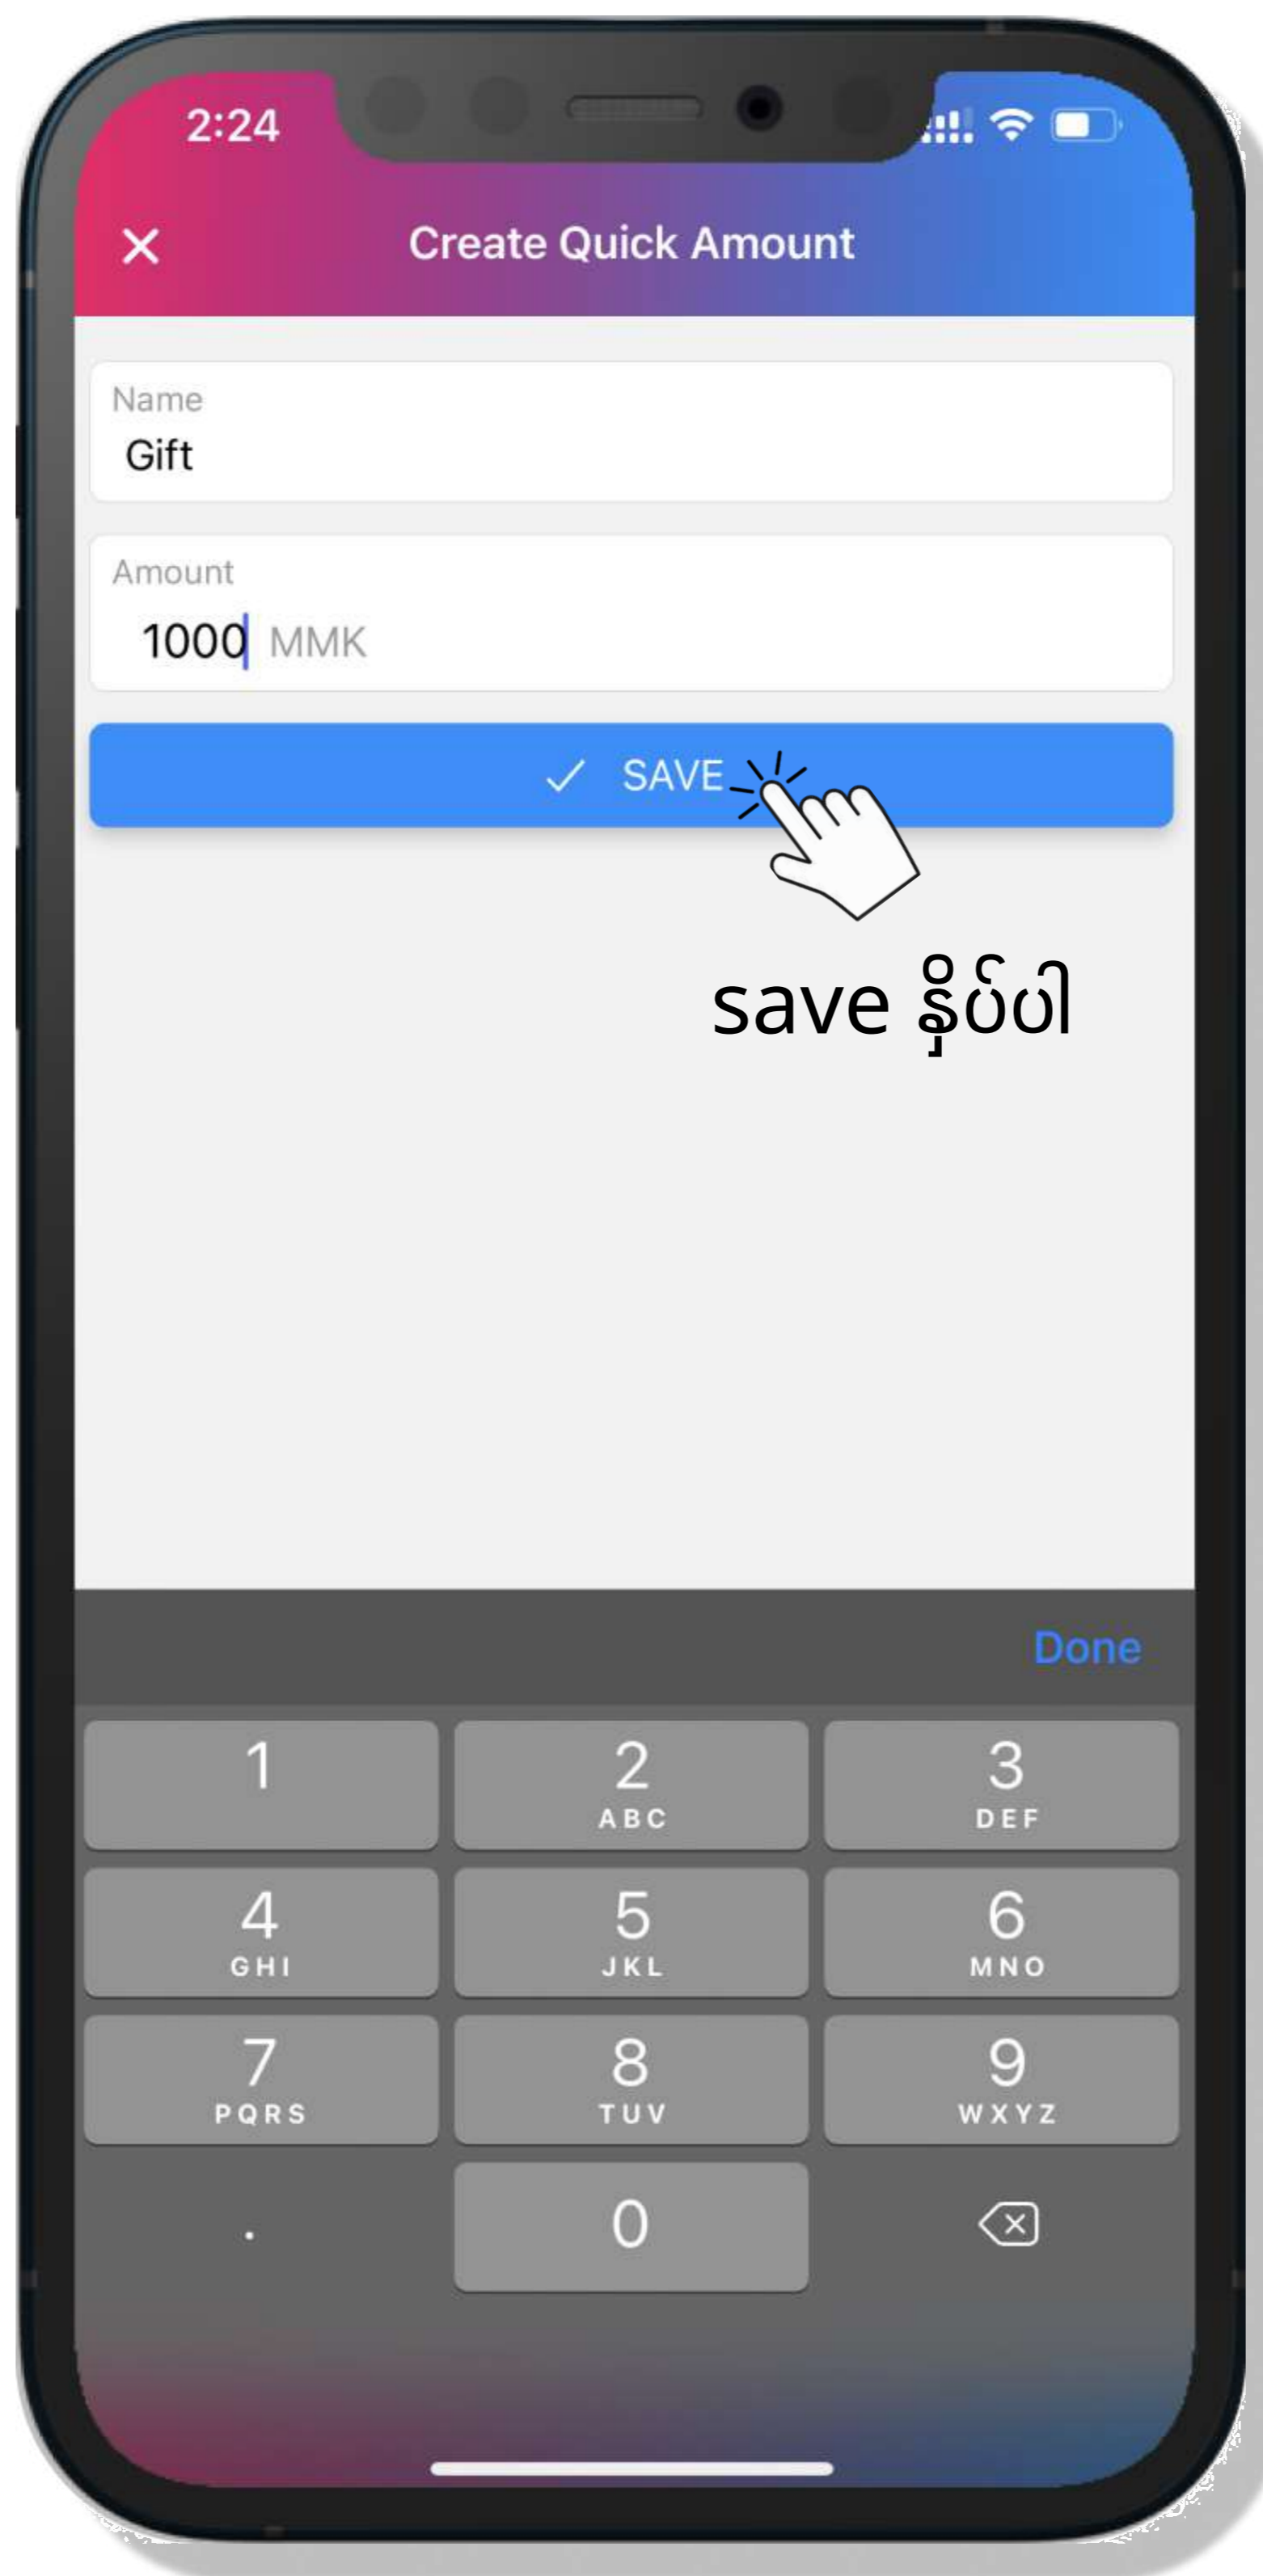 2:24
Create Quick Amount
Name
Gift
Amount
1000 MMK
SAVE
save နှိပ်ပါ
Done
1
2
ABC
3
DEF
4
GHI
5
JKL
6
MNO
7
PQRS
8
TUV
9
WXYZ
.
0